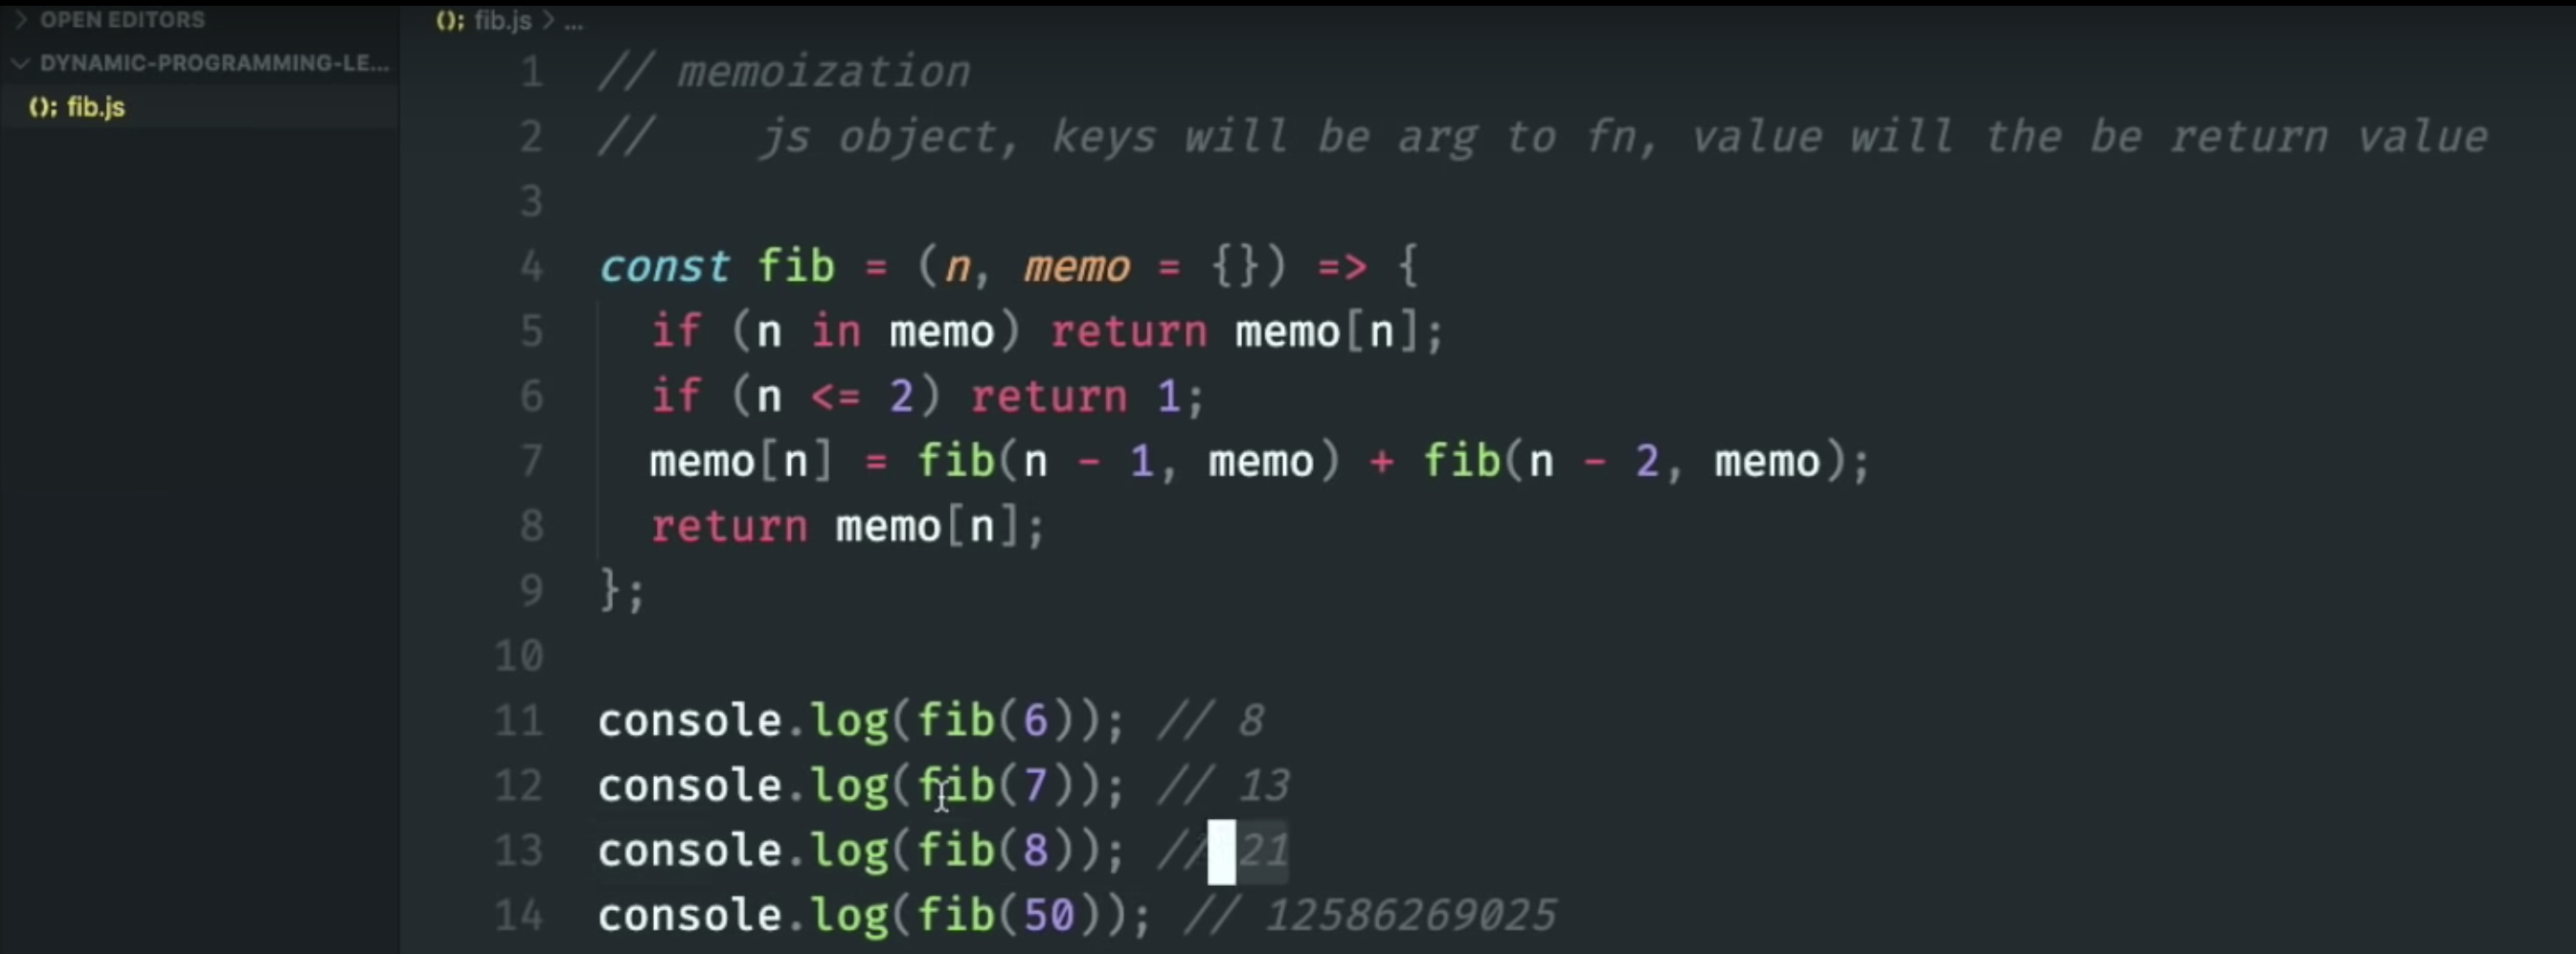 OPEN EDITORS
DYNAMIC-PROGRAMMING-LE...
(); fib.js
(); fib.js > ...
1 // memoization
2 //    js object, keys will be arg to fn, value will the be return value
3
4 const fib = (n, memo = {}) => {
5   if (n in memo) return memo[n];
6   if (n <= 2) return 1;
7   memo[n] = fib(n - 1, memo) + fib(n - 2, memo);
8   return memo[n];
9 };
10
11 console.log(fib(6)); // 8
12 console.log(fib(7)); // 13
13 console.log(fib(8)); // 21
14 console.log(fib(50)); // 12586269025